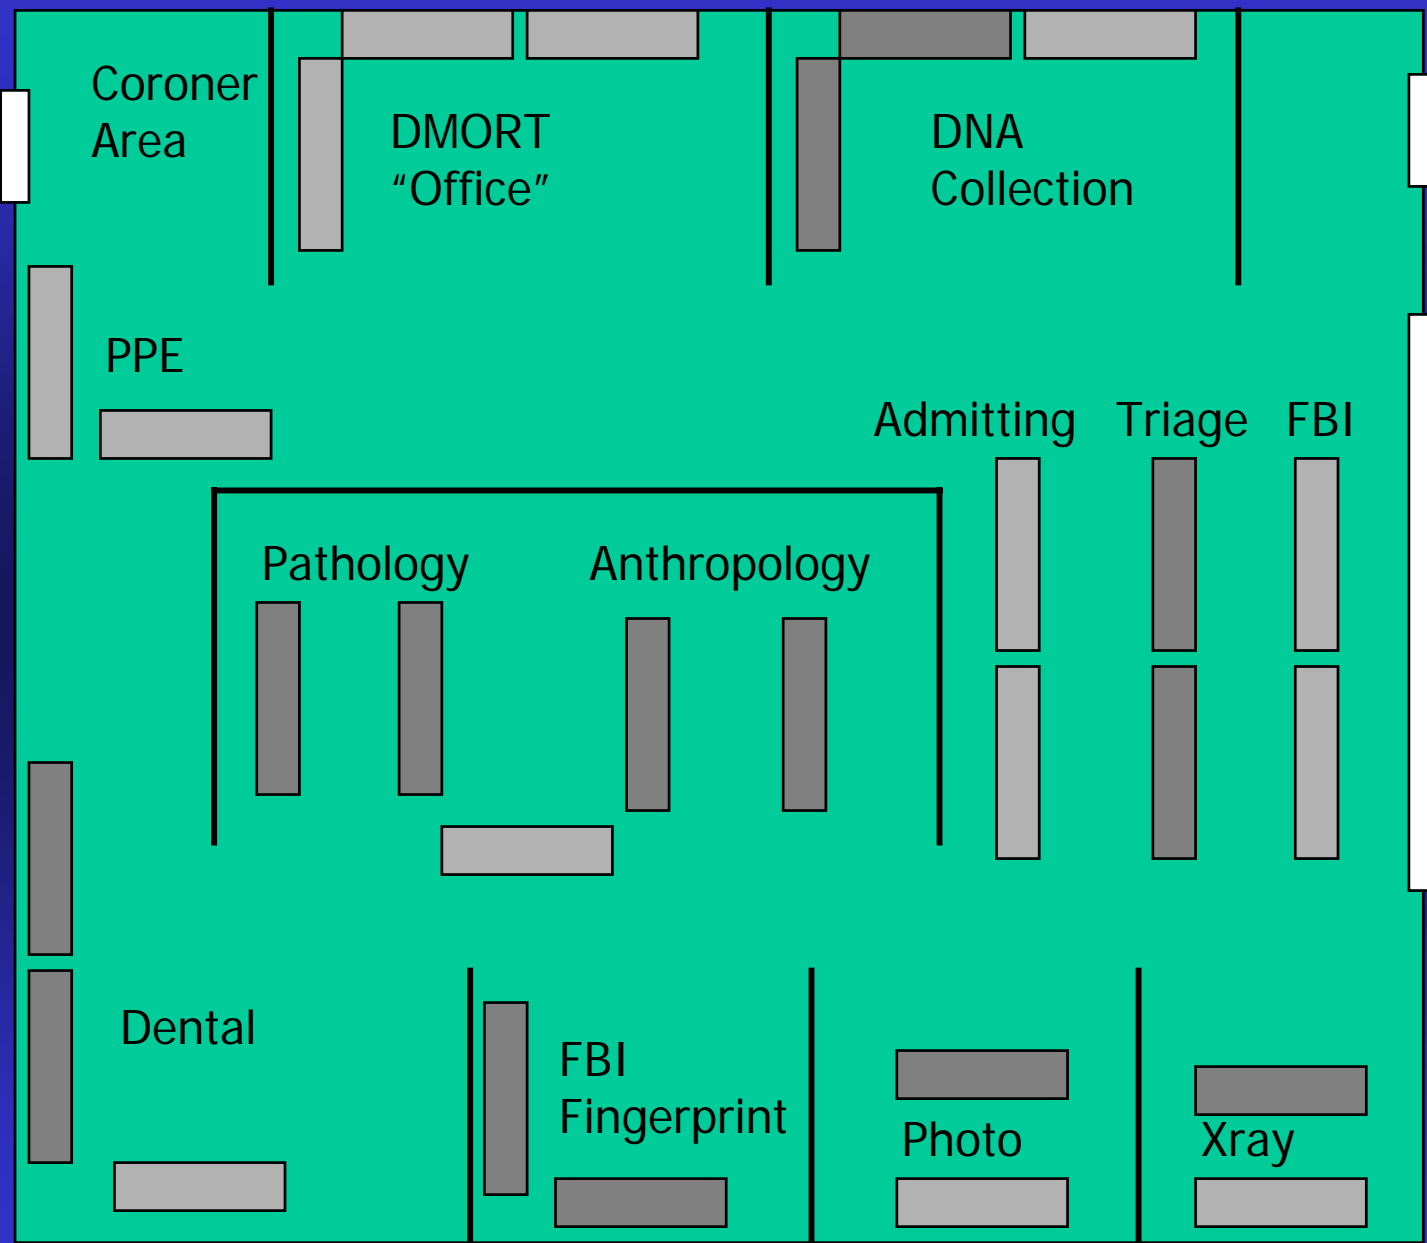 Coroner
Area
DMORT
“Office”
DNA
Collection
PPE
Admitting Triage FBI
Pathology Anthropology
Dental
FBI
Fingerprint
Photo
Xray